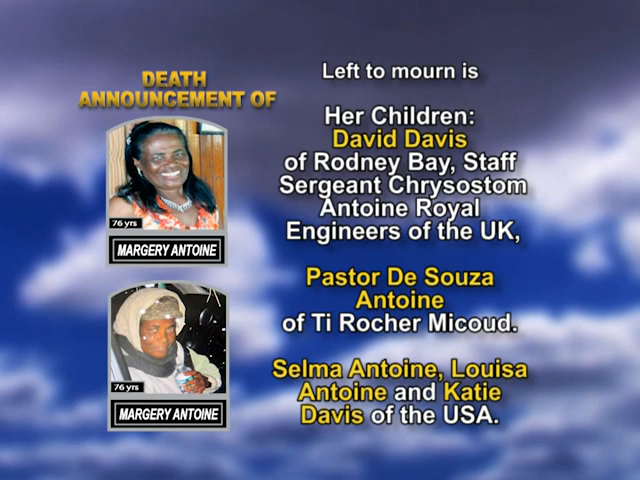 DEATH
ANNOUNCEMENT OF
76 yrs
MARGERY ANTOINE
76 yrs
MARGERY ANTOINE
Left to mourn is
Her Children:
David Davis
of Rodney Bay, Staff
Sergeant Chrysostom
Antoine Royal
Engineers of the UK,
Pastor De Souza
Antoine
of Ti Rocher Micoud.
Selma Antoine, Louisa
Antoine and Katie
Davis of the USA.